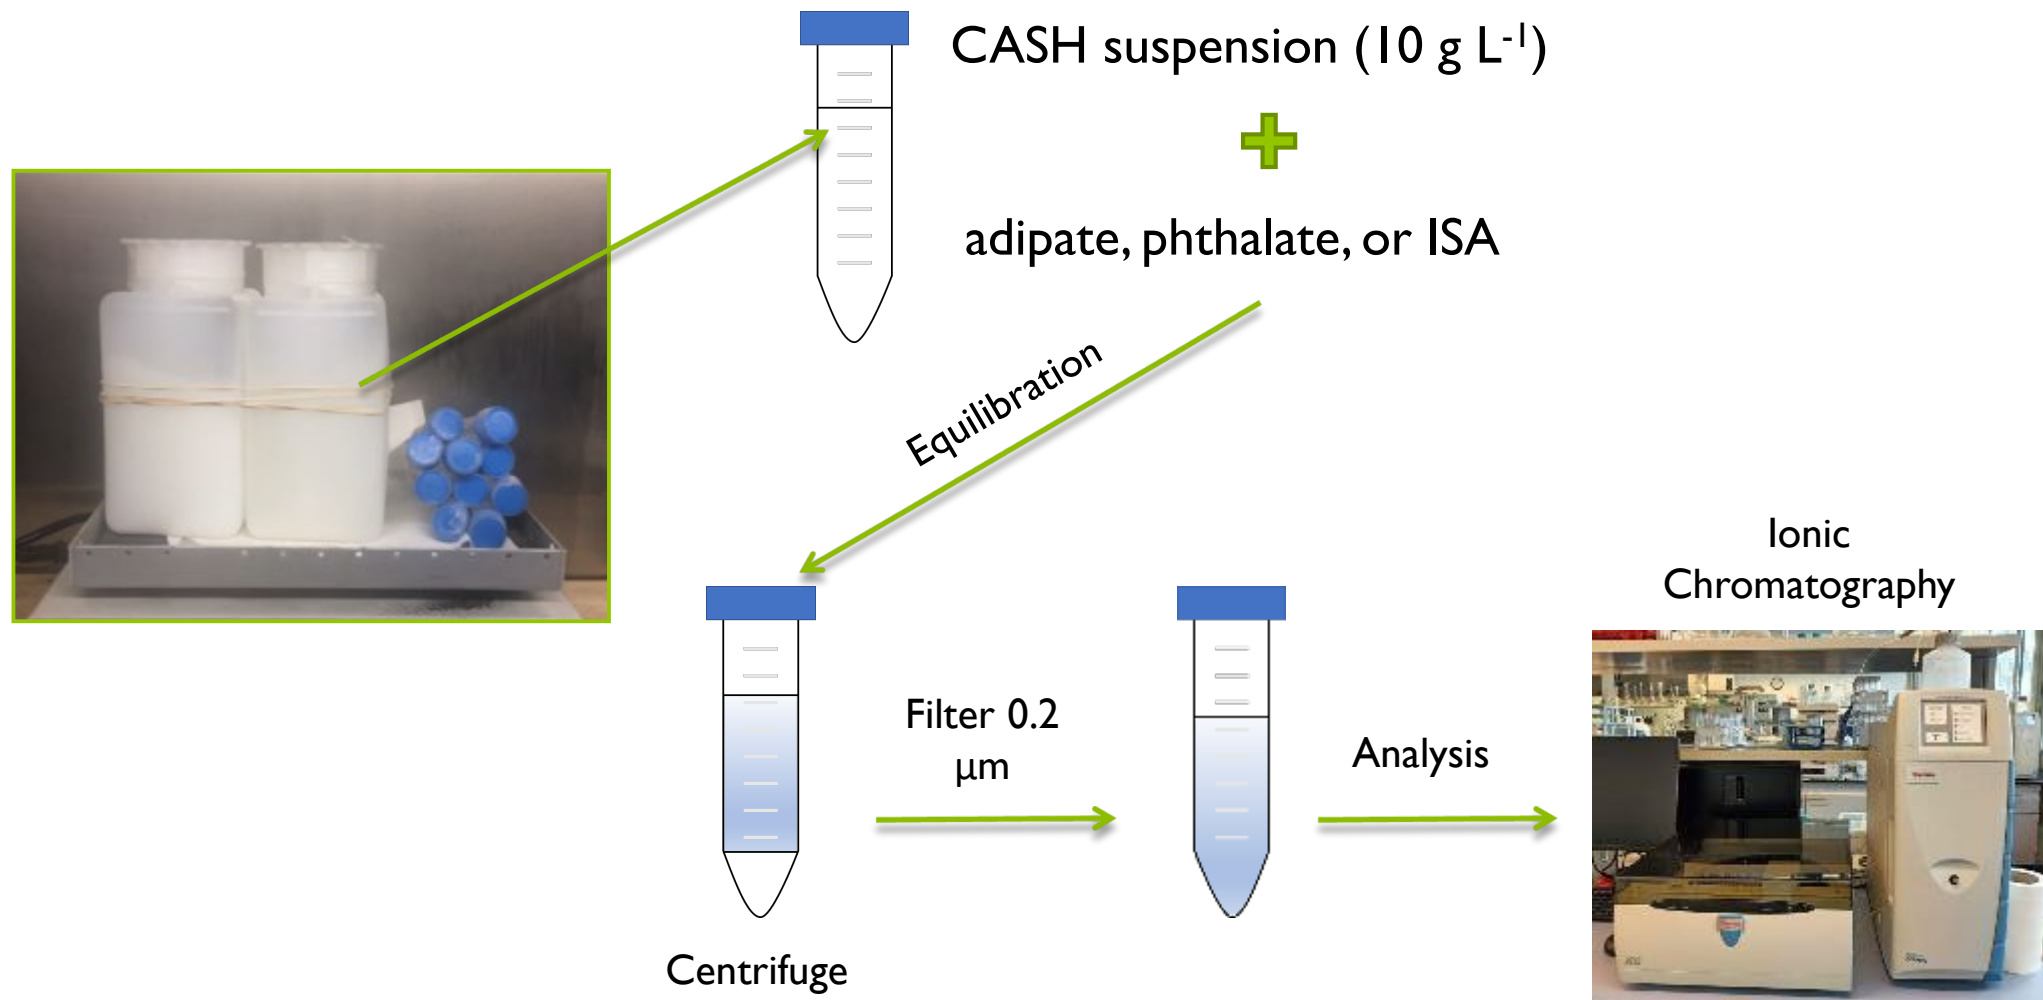 CASH suspension (10 g L⁻¹)
adipate, phthalate, or ISA
Equilibration
Ionic
Chromatography
Filter 0.2
µm
Analysis
Centrifuge